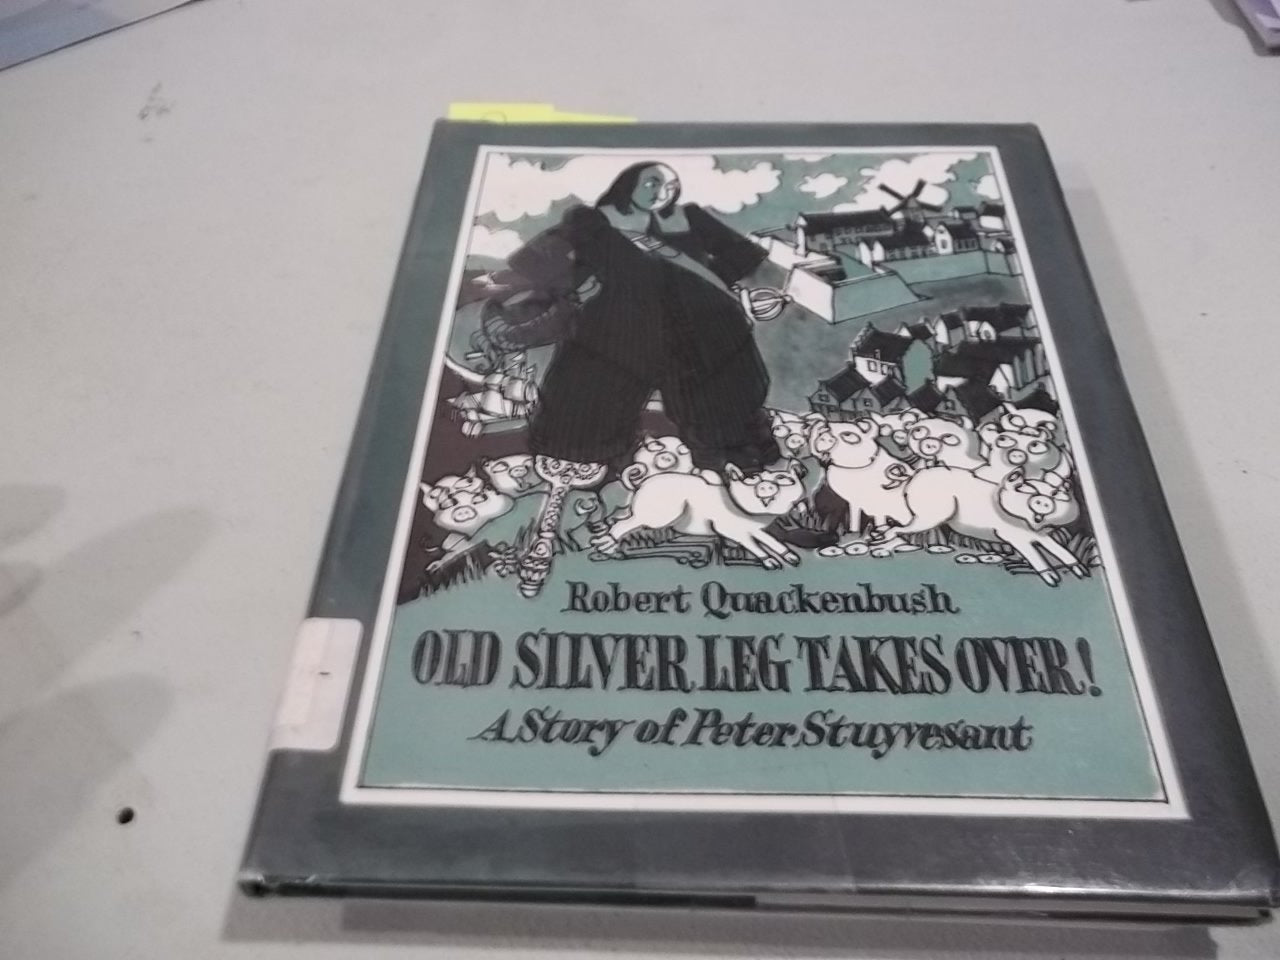 Robert Quackenbush
OLD SILVER LEG TAKES OVER!
A Story of Peter Stuyvesant